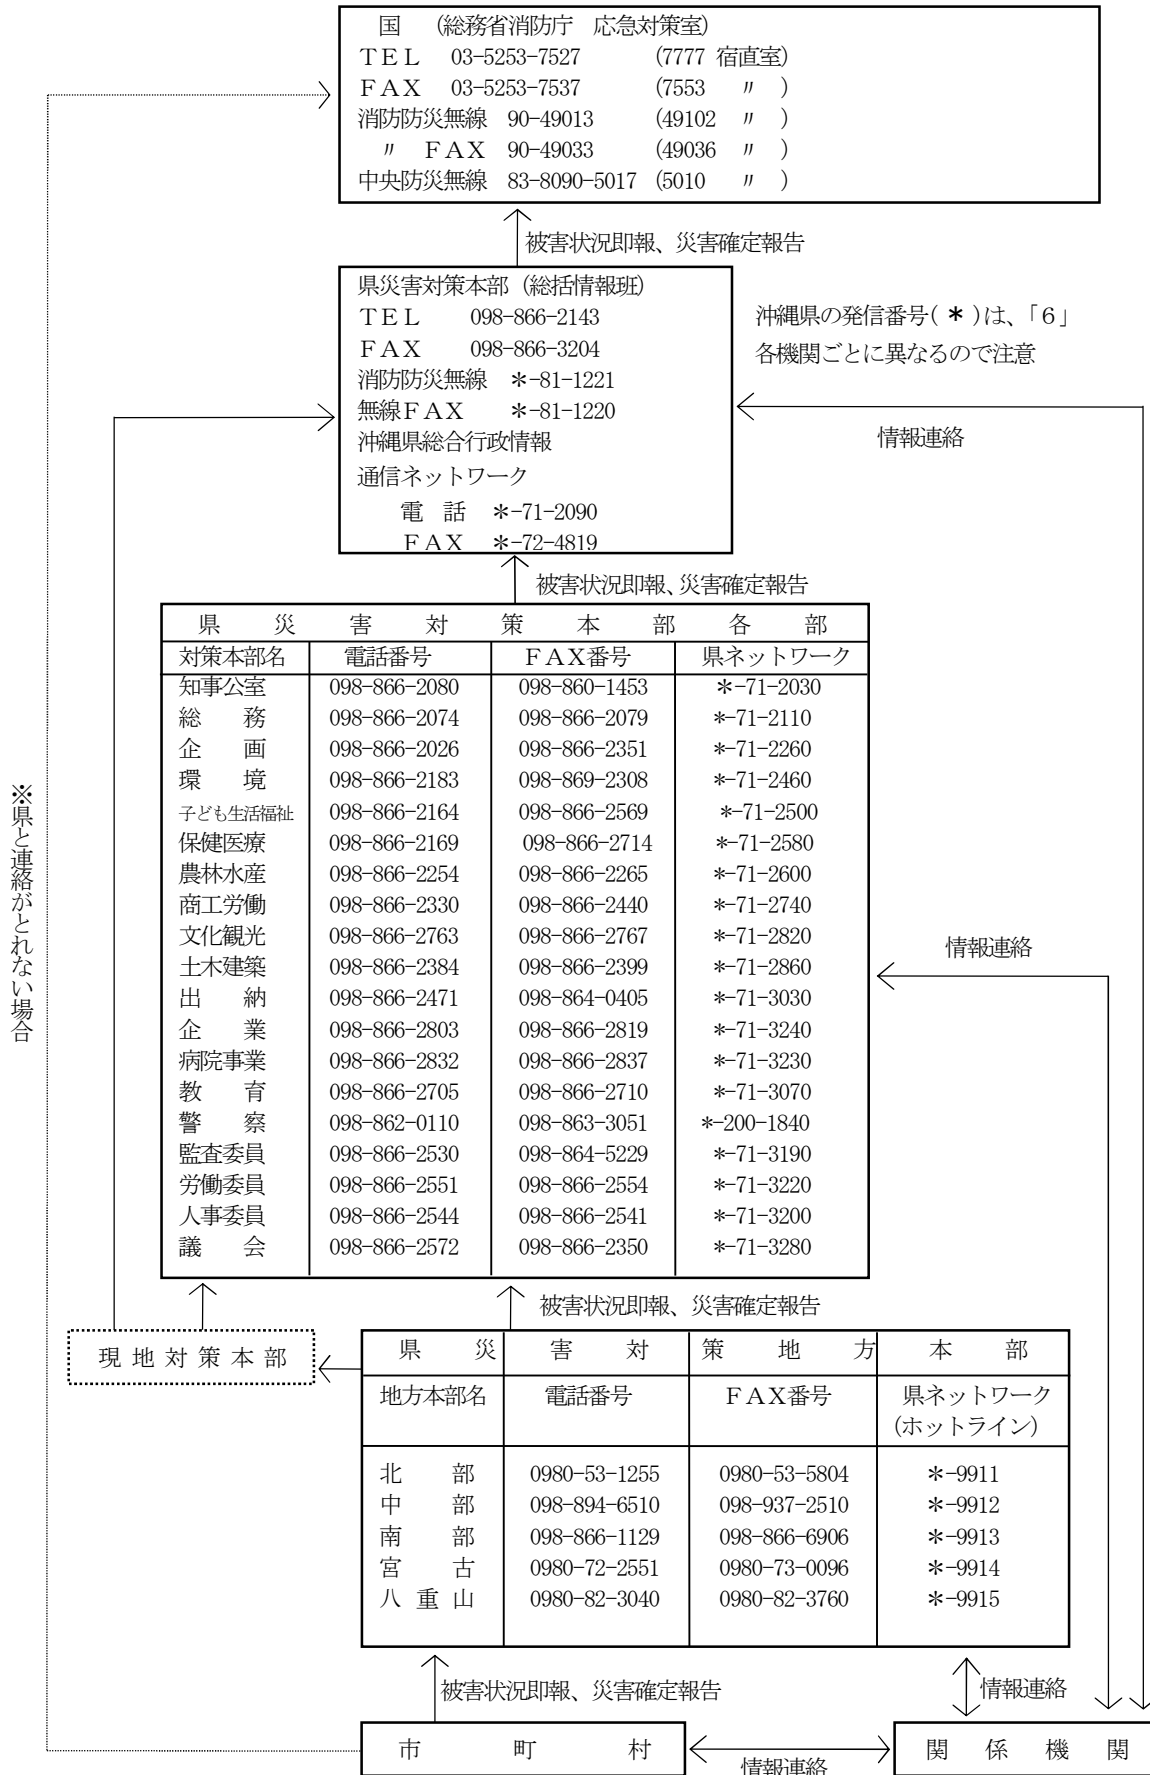 国　(総務省消防庁　応急対策室)
ＴＥＬ　03-5253-7527　(7777 宿直室)
ＦＡＸ　03-5253-7537　(7553　〃　)
消防防災無線　90-49013　(49102　〃　)
〃　ＦＡＸ　90-49033　(49036　〃　)
中央防災無線　83-8090-5017　(5010　〃　)
被害状況即報、災害確定報告
県災害対策本部（総括情報班）
ＴＥＬ　098-866-2143
ＦＡＸ　098-866-3204
消防防災無線　＊-81-1221
無線ＦＡＸ　＊-81-1220
沖縄県総合行政情報
通信ネットワーク
電　話　＊-71-2090
ＦＡＸ　＊-72-4819
沖縄県の発信番号(＊)は、「６」
各機関ごとに異なるので注意
情報連絡
被害状況即報、災害確定報告
県　災　害　対　策　本　部　各　部
対策本部名　電話番号　ＦＡＸ番号　県ネットワーク
知事公室　098-866-2080　098-860-1453　＊-71-2030
総　務　098-866-2074　098-866-2079　*-71-2110
企　画　098-866-2026　098-866-2351　*-71-2260
環　境　098-866-2183　098-869-2308　*-71-2460
子ども生活福祉　098-866-2164　098-866-2569　*-71-2500
保健医療　098-866-2169　098-866-2714　*-71-2580
農林水産　098-866-2254　098-866-2265　*-71-2600
商工労働　098-866-2330　098-866-2440　*-71-2740
文化観光　098-866-2763　098-866-2767　*-71-2820
土木建築　098-866-2384　098-866-2399　*-71-2860
出　納　098-866-2471　098-864-0405　*-71-3030
企　業　098-866-2803　098-866-2819　*-71-3240
病院事業　098-866-2832　098-866-2837　*-71-3230
教　育　098-866-2705　098-866-2710　*-71-3070
警　察　098-862-0110　098-863-3051　*-200-1840
監査委員　098-866-2530　098-864-5229　*-71-3190
労働委員　098-866-2551　098-866-2554　*-71-3220
人事委員　098-866-2544　098-866-2541　*-71-3200
議　会　098-866-2572　098-866-2350　*-71-3280
情報連絡
※県と連絡がとれない場合
被害状況即報、災害確定報告
現地対策本部
県　災　害　対　策　地　方　本　部
地方本部名　電話番号　ＦＡＸ番号　県ネットワーク
(ホットライン)
北　部　0980-53-1255　0980-53-5804　＊-9911
中　部　098-894-6510　098-937-2510　＊-9912
南　部　098-866-1129　098-866-6906　＊-9913
宮　古　0980-72-2551　0980-73-0096　＊-9914
八　重　山　0980-82-3040　0980-82-3760　＊-9915
被害状況即報、災害確定報告
情報連絡
市　町　村
情報連絡
関　係　機　関